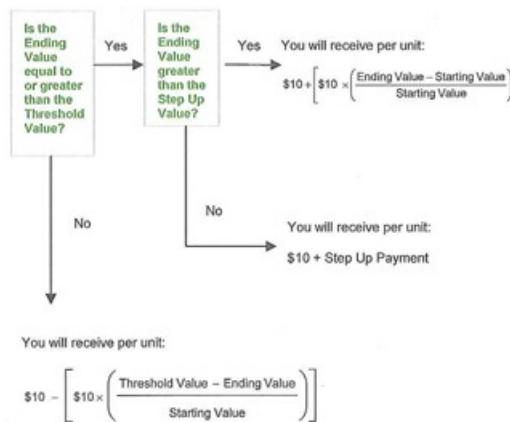 Is the
Ending
Value
equal to
or greater
than the
Threshold
Value?
Yes
Is the
Ending
Value
greater
than the
Step Up
Value?
Yes
You will receive per unit:
$10 + [ $10 × ( Ending Value – Starting Value
Starting Value )
No
No
You will receive per unit:
$10 + Step Up Payment
You will receive per unit:
$10 – [ $10 × ( Threshold Value – Ending Value
Starting Value ) ]